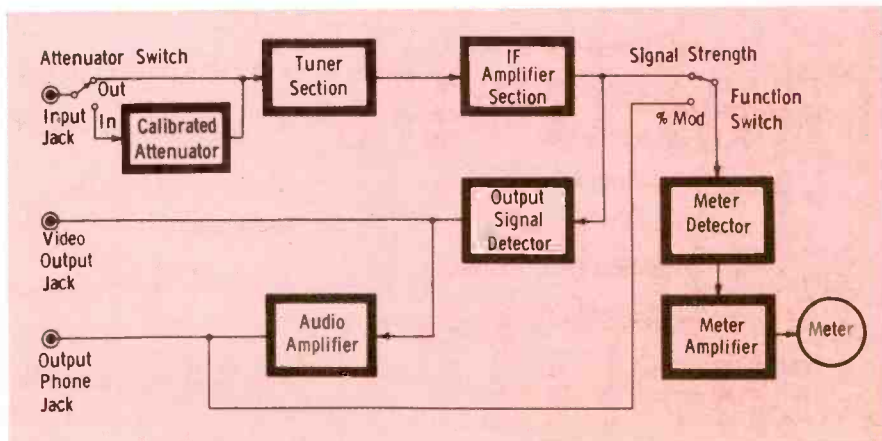 Attenuator Switch
Out
Input
Jack
In
Calibrated
Attenuator
Tuner
Section
IF
Amplifier
Section
Signal Strength
% Mod
Function
Switch
Video
Output
Jack
Output
Signal
Detector
Meter
Detector
Output
Phone
Jack
Audio
Amplifier
Meter
Amplifier
Meter